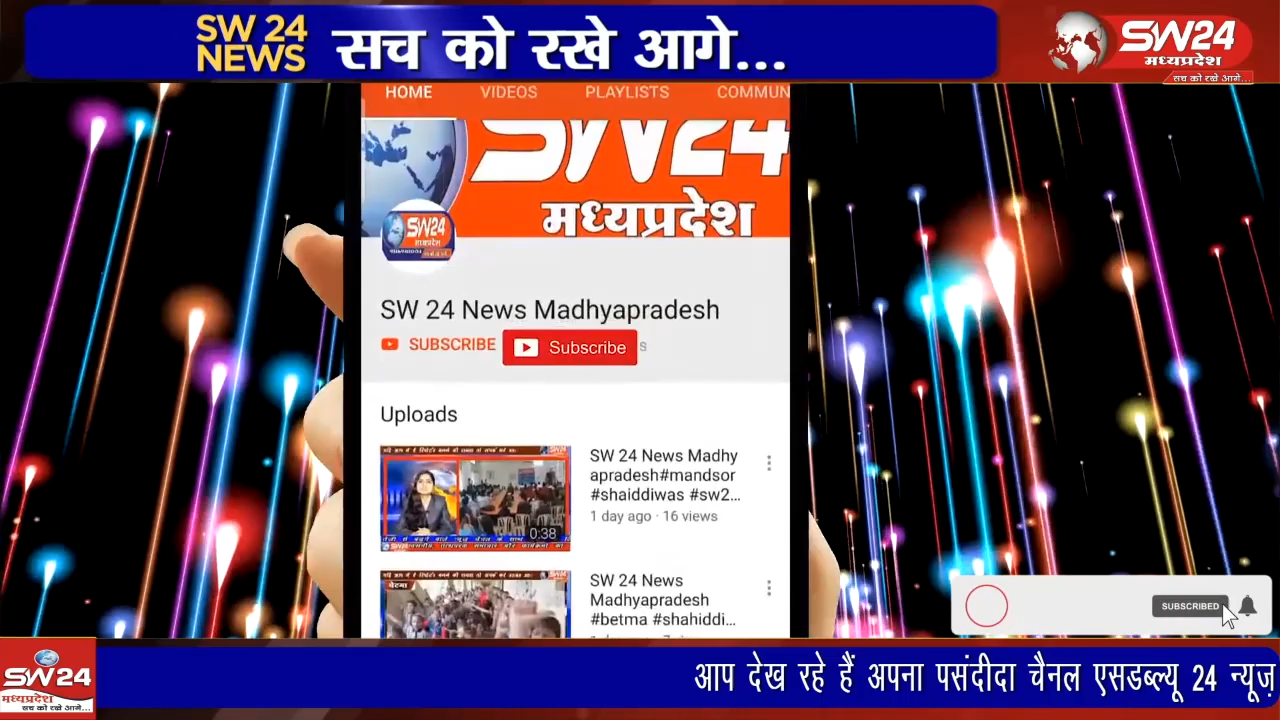 SW 24
NEWS
सच को रखे आगे...
SW24
मध्यप्रदेश
सच को रखे आगे...
HOME VIDEOS PLAYLISTS COMMUN
SW24
मध्यप्रदेश
SW24
SW 24 News Madhyapradesh
SUBSCRIBE
Subscribe
s
Uploads
SW 24 News Madhy
apradesh#mandsor
#shaiddiwas #sw2...
1 day ago · 16 views
0:38
SW 24 News
Madhyapradesh
#betma #shahiddi...
बेटमा
SUBSCRIBED
SW24
मध्यप्रदेश
सच को रखे आगे...
आप देख रहे हैं अपना पसंदीदा चैनल एसडब्ल्यू 24 न्यूज़